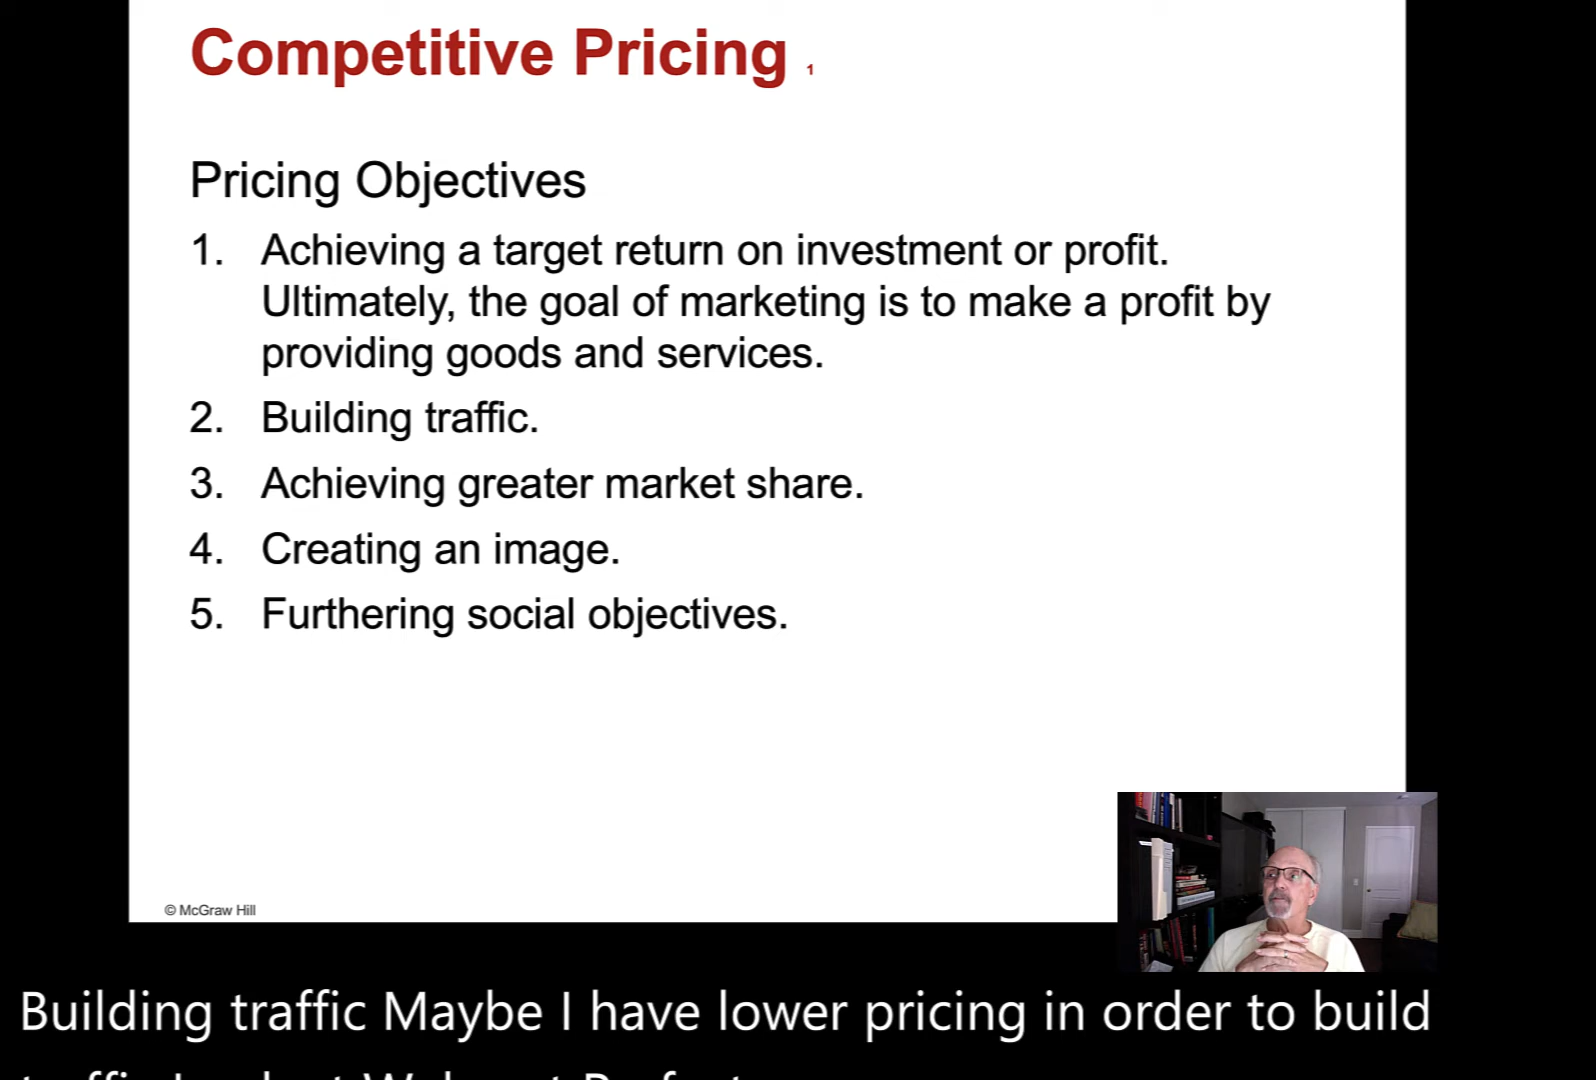 Competitive Pricing 1
Pricing Objectives
1. Achieving a target return on investment or profit.
Ultimately, the goal of marketing is to make a profit by
providing goods and services.
2. Building traffic.
3. Achieving greater market share.
4. Creating an image.
5. Furthering social objectives.
© McGraw Hill
Building traffic Maybe I have lower pricing in order to build